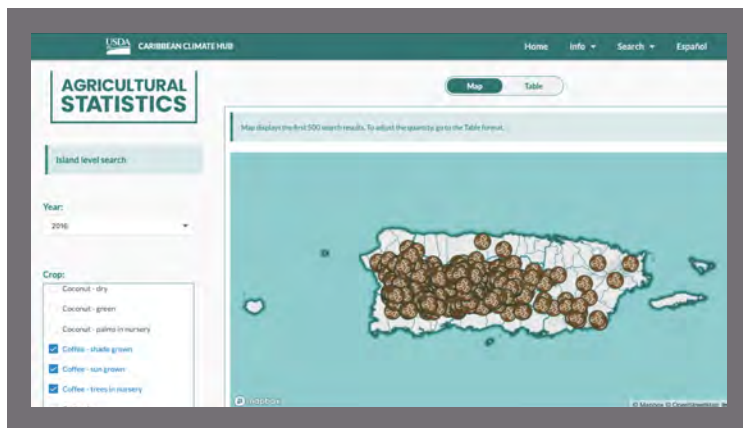 USDA CARIBBEAN CLIMATE HUB
Home Info Search Español
AGRICULTURAL
STATISTICS
Map Table
Map displays the first 500 search results. To adjust the quantity, go to the Table format.
Island level search
Year:
2016
Crop:
Coconut - dry
Coconut - green
Coconut - palms in nursery
Coffee - shade grown
Coffee - sun grown
Coffee - trees in nursery
mapbox
© Mapbox © OpenStreetMap